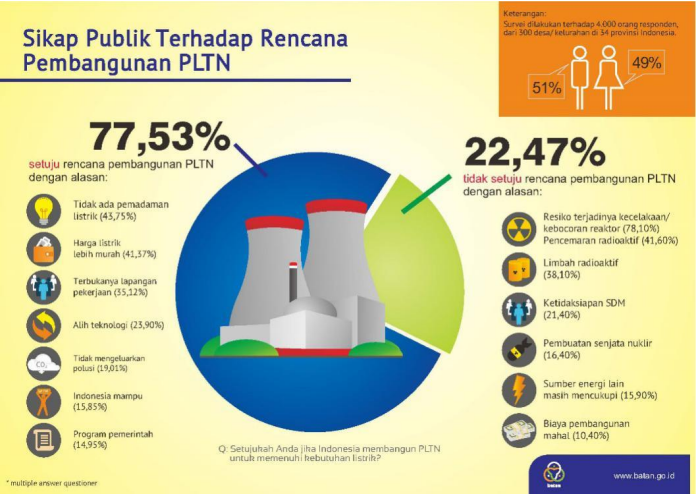 Sikap Publik Terhadap Rencana
Pembangunan PLTN
Keterangan:
Survei dilakukan terhadap 4.000 orang responden,
dari 300 desa/ kelurahan di 34 provinsi Indonesia.
51%
49%
77,53%
setuju rencana pembangunan PLTN
dengan alasan:
Tidak ada pemadaman
listrik (43,75%)
Harga listrik
lebih murah (41,37%)
Terbukanya lapangan
pekerjaan (35,12%)
Alih teknologi (23,90%)
CO₂
Tidak mengeluarkan
polusi (19,01%)
Indonesia mampu
(15,85%)
Program pemerintah
(14,95%)
22,47%
tidak setuju rencana pembangunan PLTN
dengan alasan:
Resiko terjadinya kecelakaan/
kebocoran reaktor (78,10%)
Pencemaran radioaktif (41,60%)
Limbah radioaktif
(38,10%)
Ketidaksiapan SDM
(21,40%)
Pembuatan senjata nuklir
(16,40%)
Sumber energi lain
masih mencukupi (15,90%)
Biaya pembangunan
mahal (10,40%)
Q: Setujukah Anda jika Indonesia membangun PLTN
untuk memenuhi kebutuhan listrik?
* multiple answer questioner
batan
www.batan.go.id